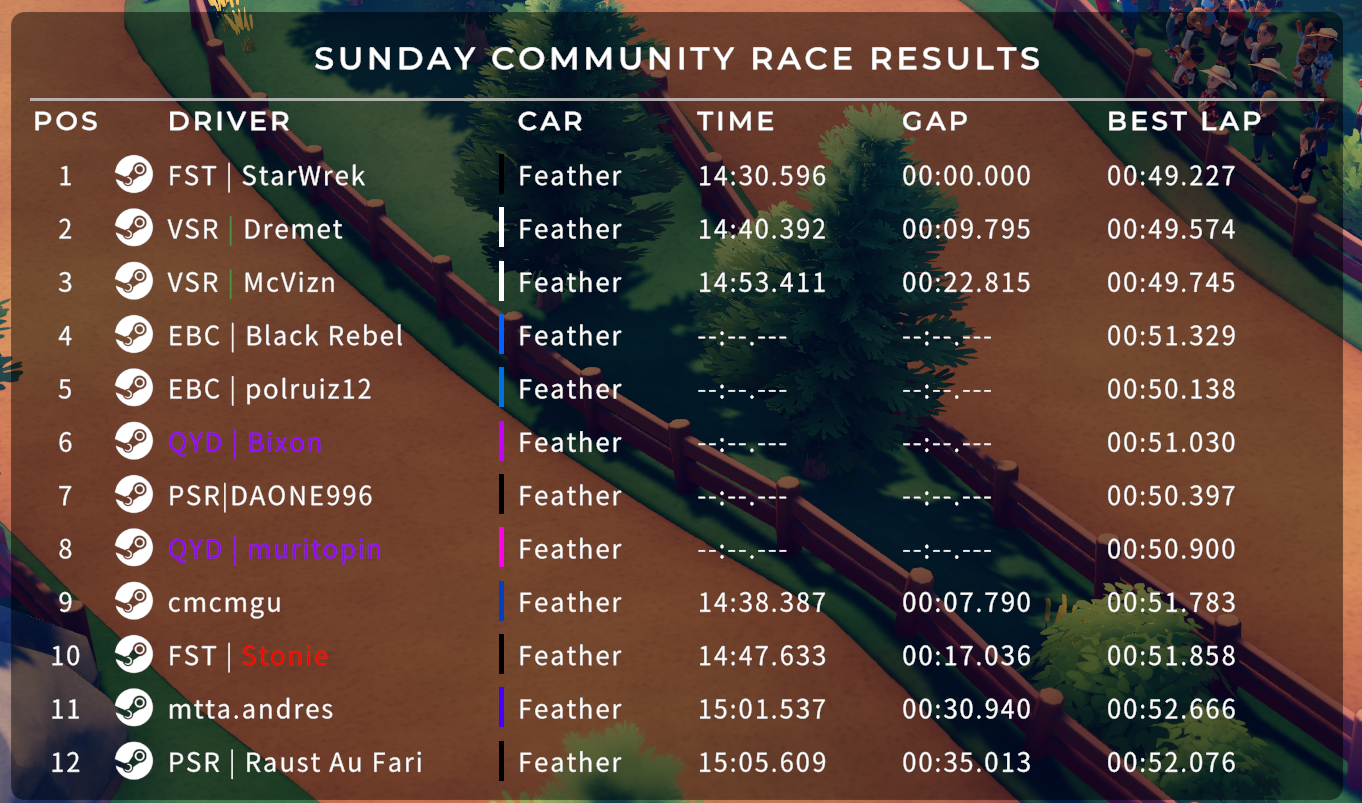 SUNDAY COMMUNITY RACE RESULTS
POS DRIVER CAR TIME GAP BEST LAP
1 FST | StarWrek Feather 14:30.596 00:00.000 00:49.227
2 VSR | Dremet Feather 14:40.392 00:09.795 00:49.574
3 VSR | McVizn Feather 14:53.411 00:22.815 00:49.745
4 EBC | Black Rebel Feather --:--.--- --:--.--- 00:51.329
5 EBC | polruiz12 Feather --:--.--- --:--.--- 00:50.138
6 QYD | Bixon Feather --:--.--- --:--.--- 00:51.030
7 PSR|DAONE996 Feather --:--.--- --:--.--- 00:50.397
8 QYD | muritopin Feather --:--.--- --:--.--- 00:50.900
9 cmcmgu Feather 14:38.387 00:07.790 00:51.783
10 FST | Stonie Feather 14:47.633 00:17.036 00:51.858
11 mtta.andres Feather 15:01.537 00:30.940 00:52.666
12 PSR | Raust Au Fari Feather 15:05.609 00:35.013 00:52.076